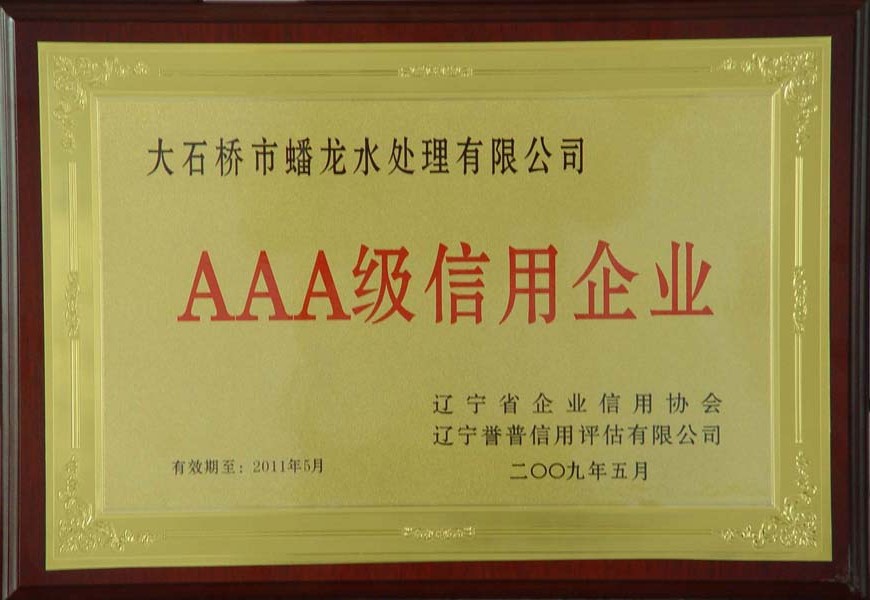 大石桥市蟠龙水处理有限公司
AAA级信用企业
辽宁省企业信用协会
辽宁誉普信用评估有限公司
有效期至：2011年5月
二〇〇九年五月